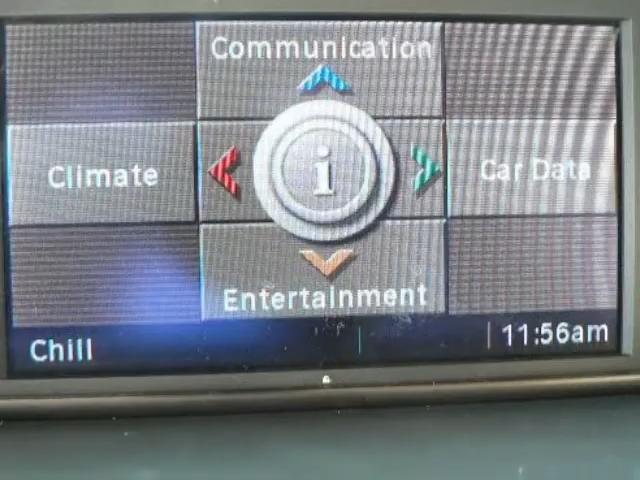 Communication
Climate
i
Car Data
Entertainment
Chill
11:56am